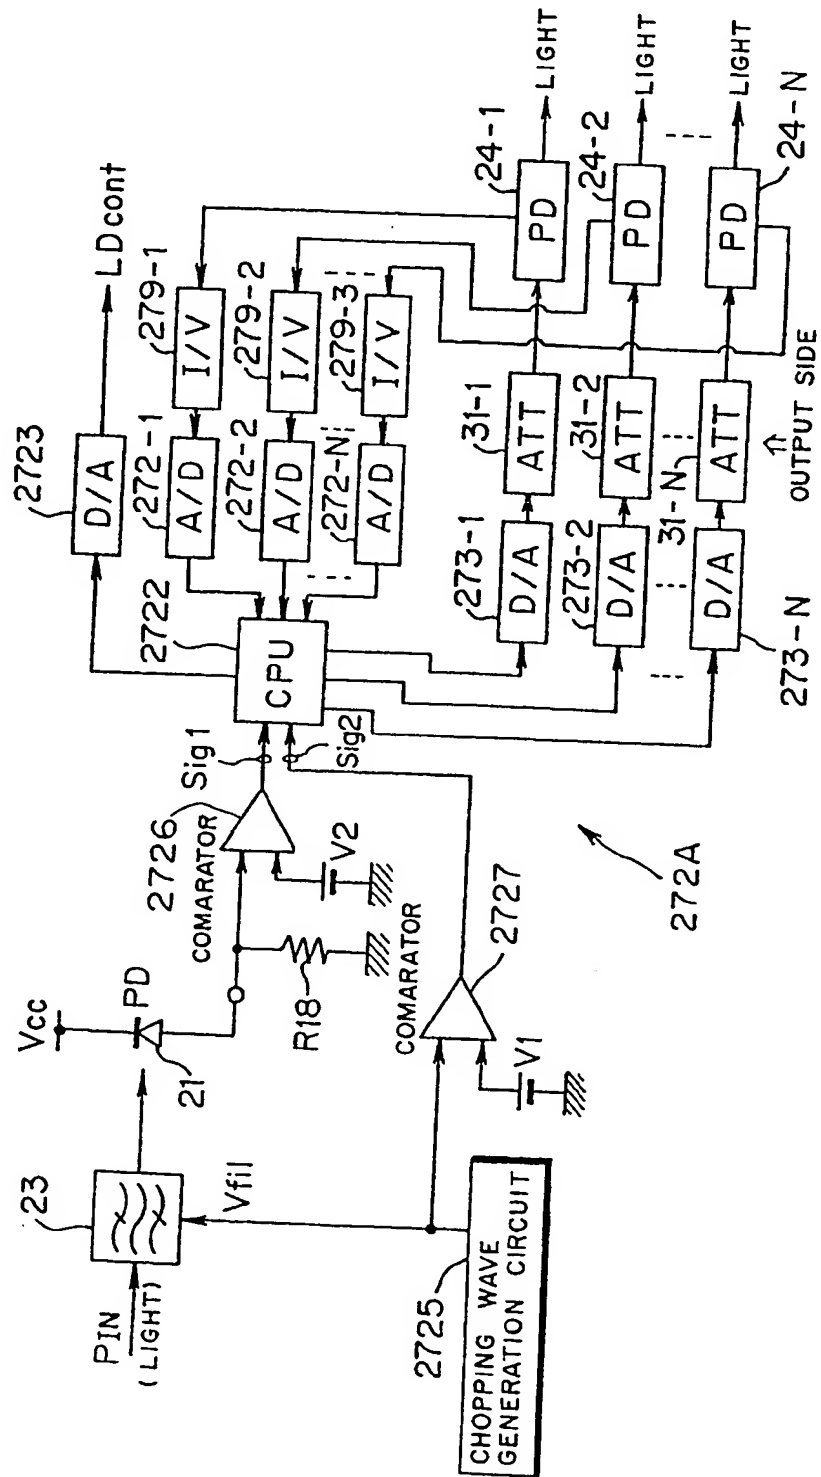 PIN
(LIGHT)
23
Vfil
Vcc
PD
21
R18
COMARATOR
2726
V2
Sig1
Sig2
2722
CPU
2723
D/A
LDcont
272-1
A/D
279-1
I/V
272-2
A/D
279-2
I/V
272-N
A/D
279-3
I/V
273-1
D/A
31-1
ATT
24-1
PD
LIGHT
273-2
D/A
31-2
ATT
24-2
PD
LIGHT
273-N
D/A
31-N
ATT
24-N
PD
LIGHT
⇑
OUTPUT SIDE
COMARATOR
2727
V1
2725
CHOPPING WAVE
GENERATION CIRCUIT
272A